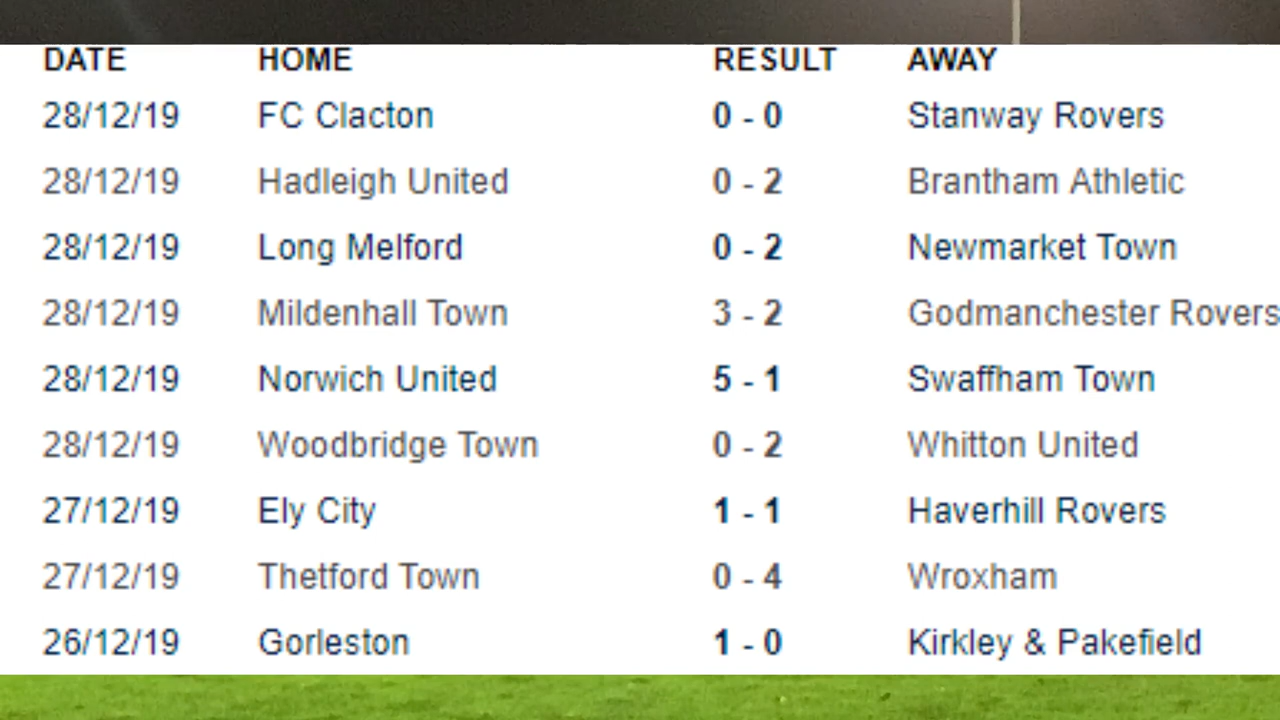 DATE HOME RESULT AWAY
28/12/19 FC Clacton 0 - 0 Stanway Rovers
28/12/19 Hadleigh United 0 - 2 Brantham Athletic
28/12/19 Long Melford 0 - 2 Newmarket Town
28/12/19 Mildenhall Town 3 - 2 Godmanchester Rovers
28/12/19 Norwich United 5 - 1 Swaffham Town
28/12/19 Woodbridge Town 0 - 2 Whitton United
27/12/19 Ely City 1 - 1 Haverhill Rovers
27/12/19 Thetford Town 0 - 4 Wroxham
26/12/19 Gorleston 1 - 0 Kirkley & Pakefield